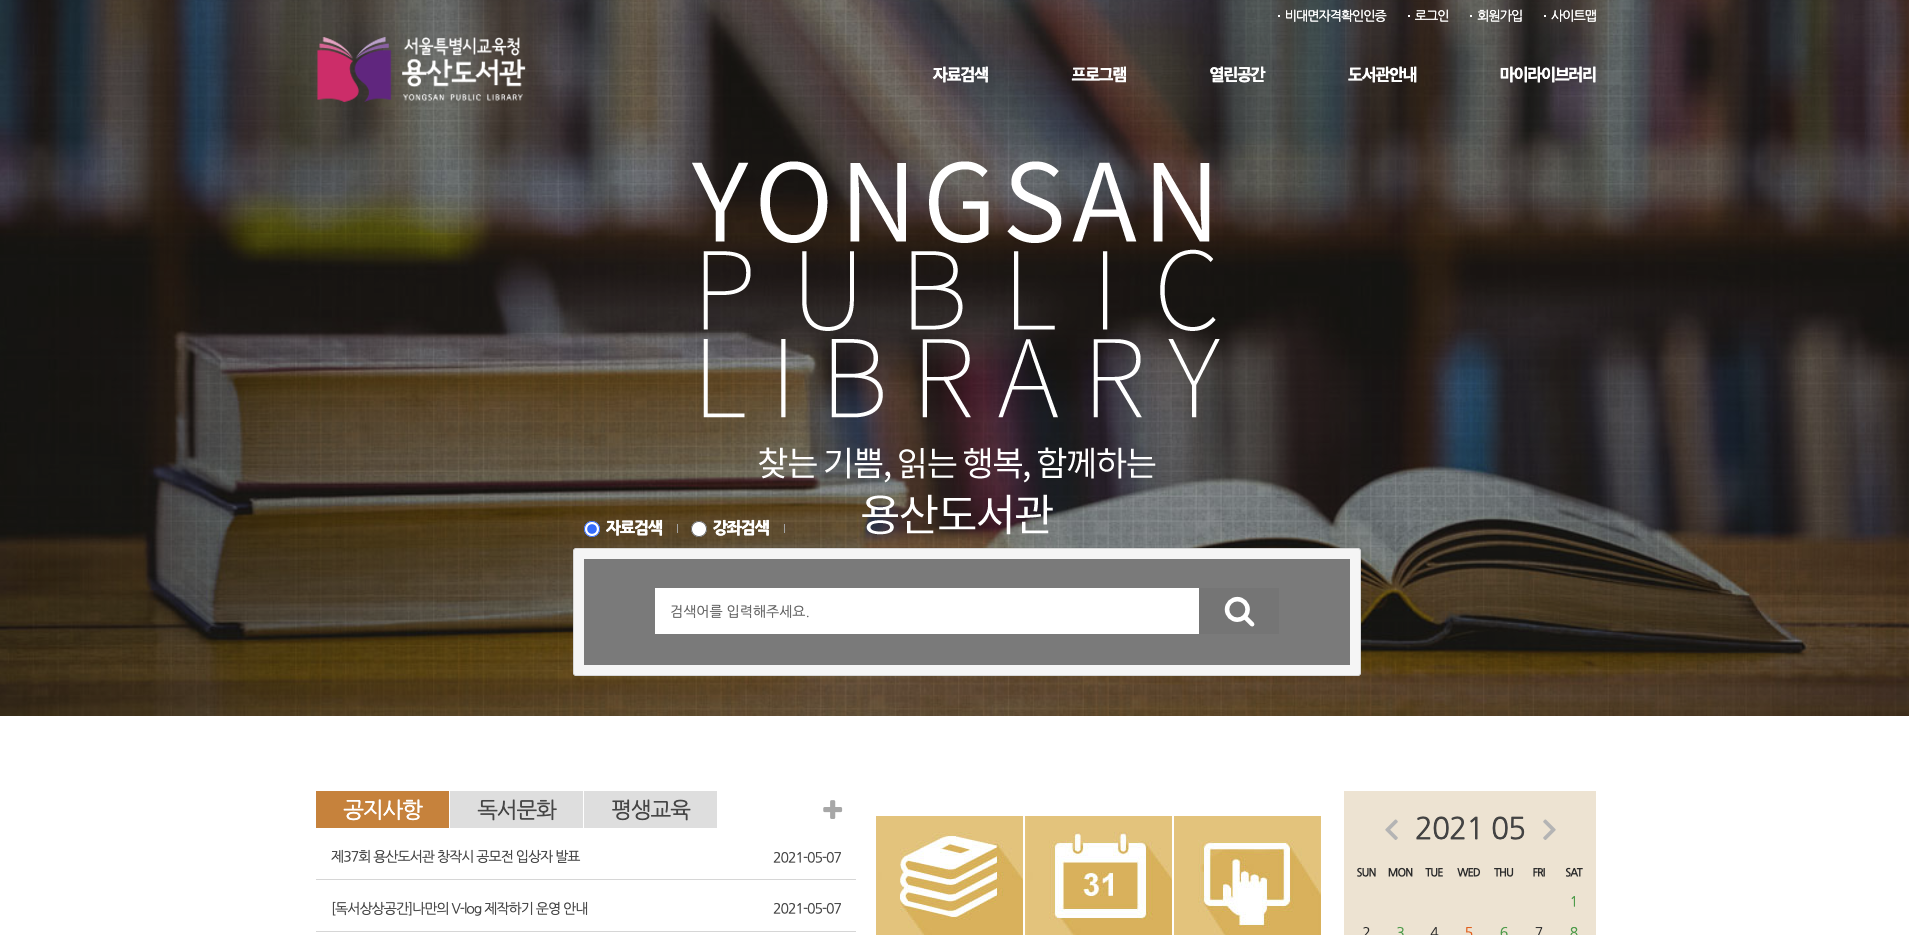 비대면자격확인인증 로그인 회원가입 사이트맵
서울특별시교육청
용산도서관
YONGSAN PUBLIC LIBRARY
자료검색 프로그램 열린공간 도서관안내 마이라이브러리
YONGSAN
PUBLIC
LIBRARY
찾는 기쁨, 읽는 행복, 함께하는
용산도서관
자료검색 강좌검색
검색어를 입력해주세요.
공지사항 독서문화 평생교육
제37회 용산도서관 창작시 공모전 입상자 발표 2021-05-07
[독서상상공간]나만의 V-log 제작하기 운영 안내 2021-05-07
31
2021 05
SUN MON TUE WED THU FRI SAT
1
2 3 4 5 6 7 8